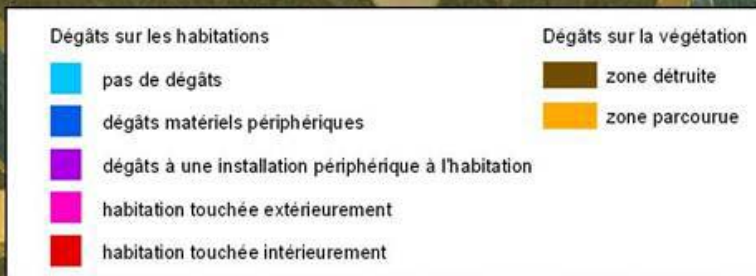 Dégâts sur les habitations
pas de dégâts
dégâts matériels périphériques
dégâts à une installation périphérique à l'habitation
habitation touchée extérieurement
habitation touchée intérieurement
Dégâts sur la végétation
zone détruite
zone parcourue